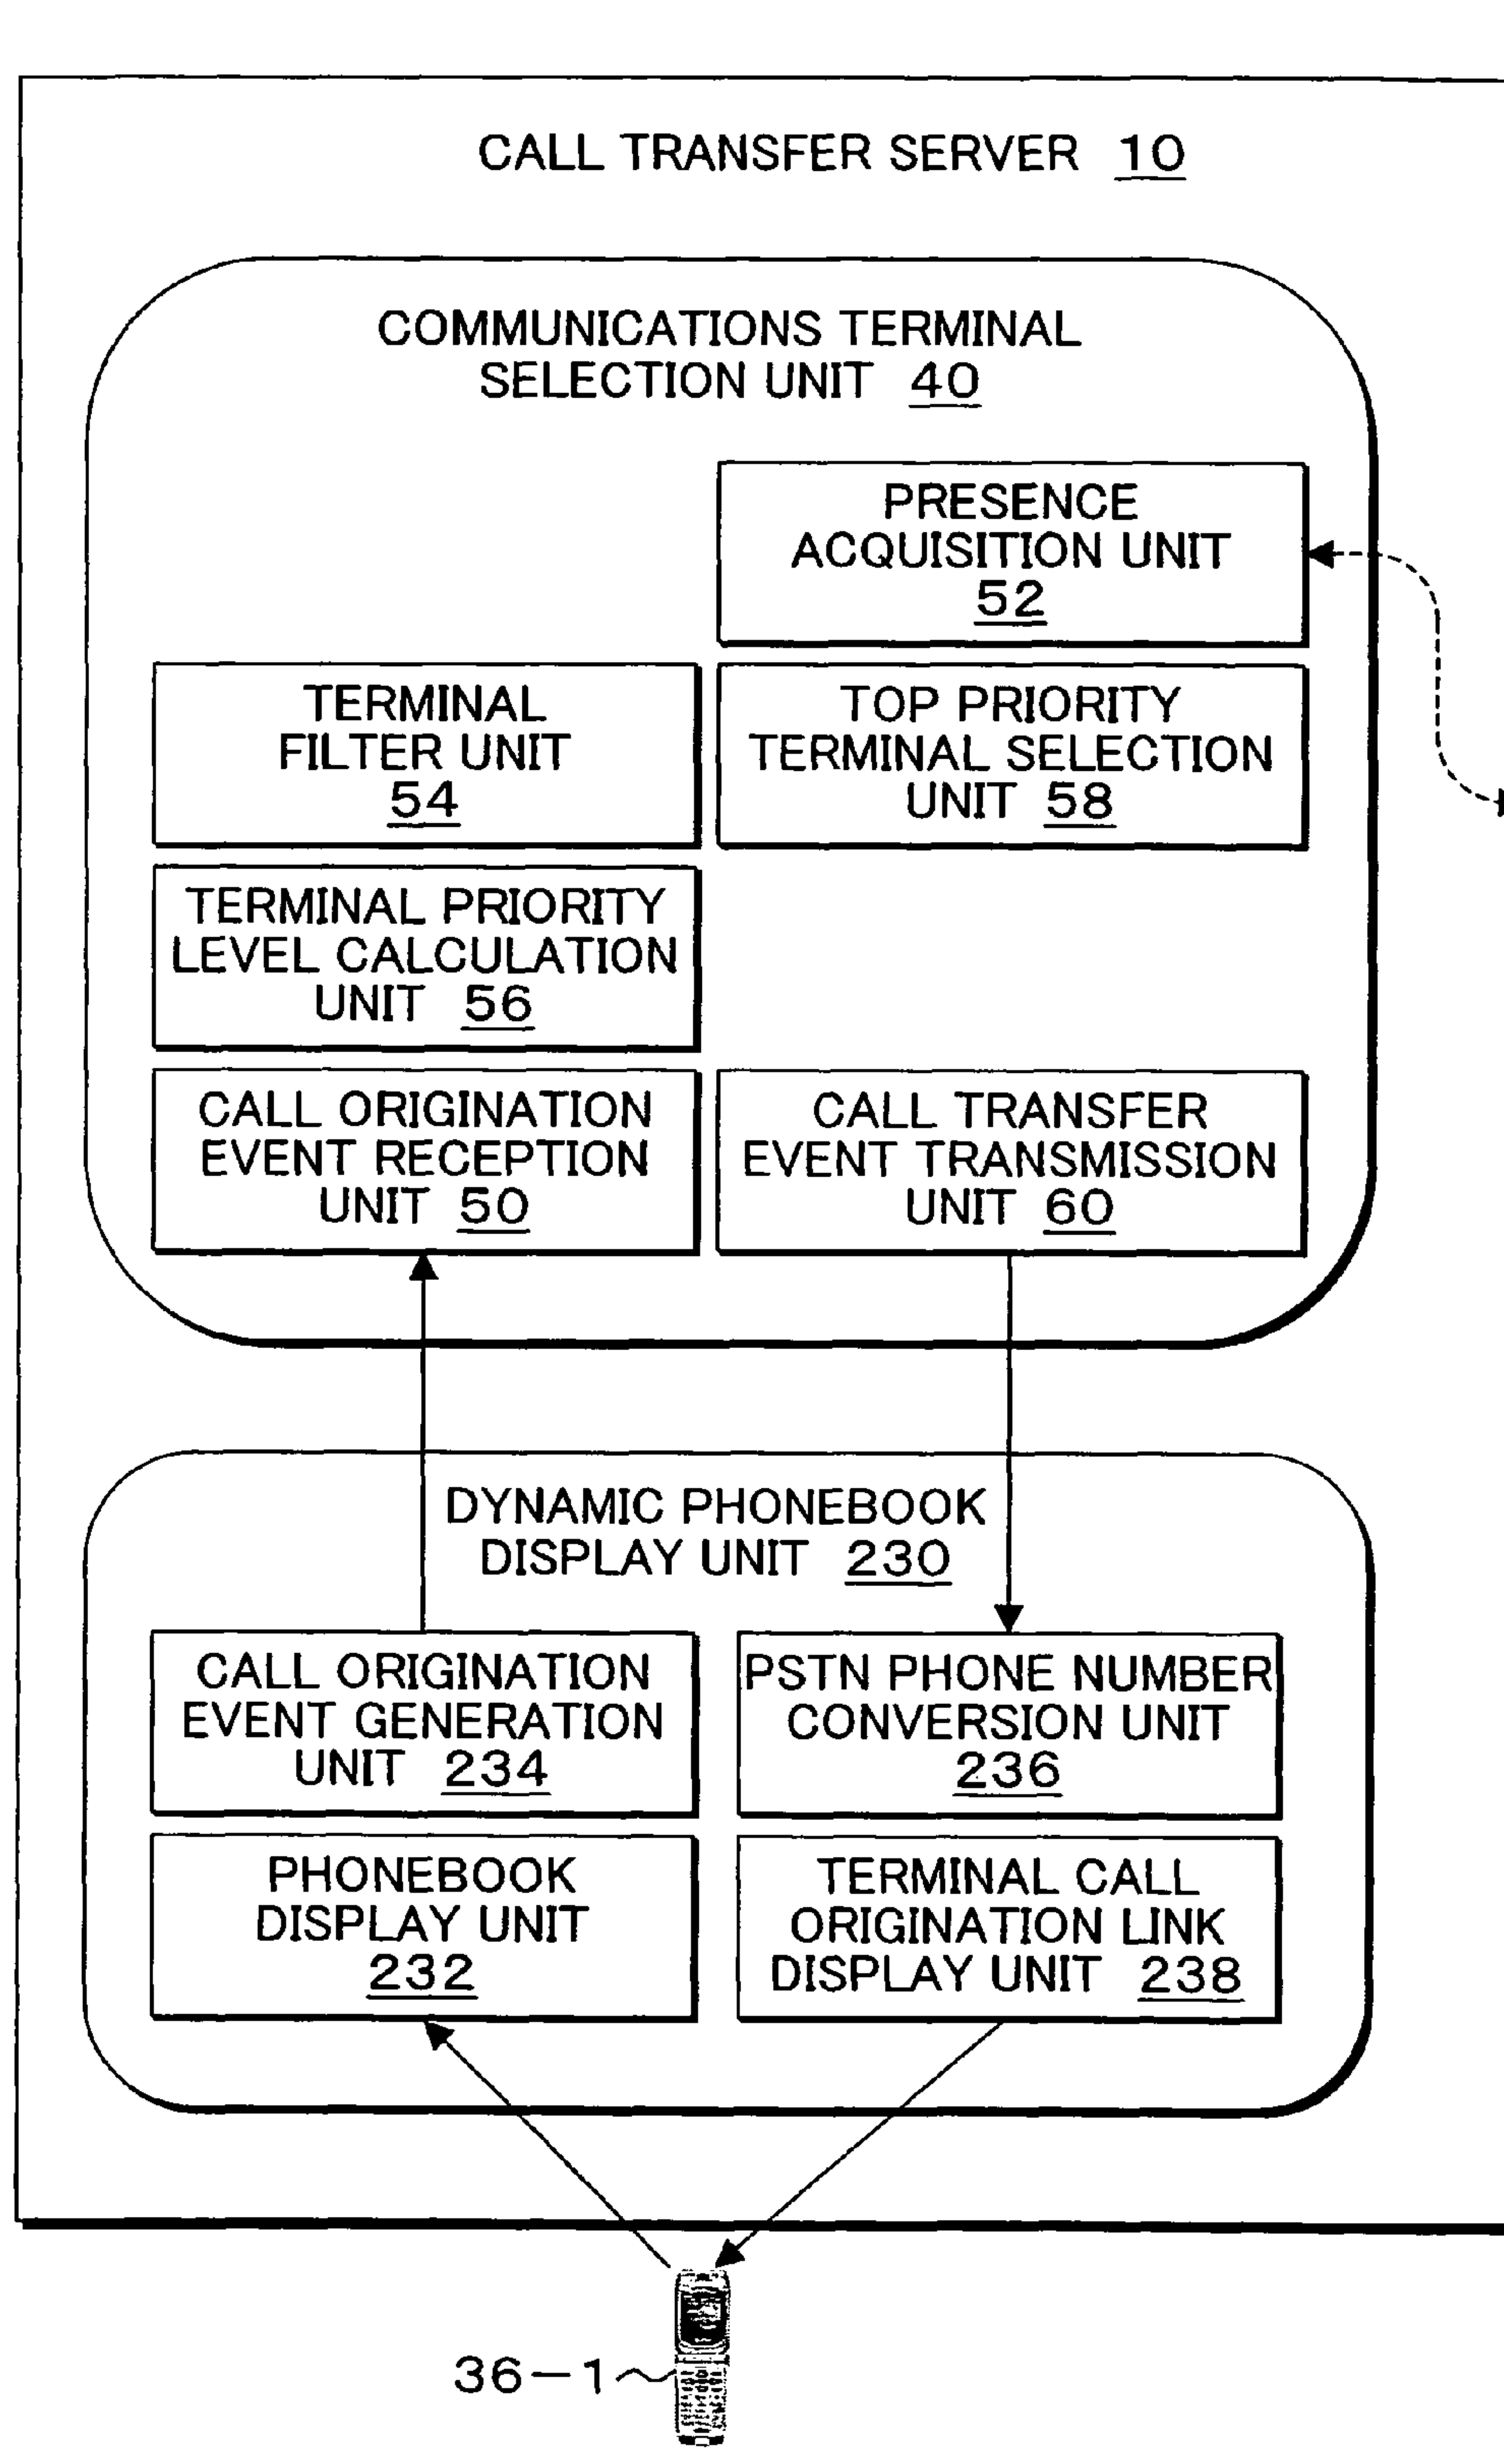 CALL TRANSFER SERVER 10
COMMUNICATIONS TERMINAL
SELECTION UNIT 40
PRESENCE
ACQUISITION UNIT
52
TERMINAL
FILTER UNIT
54
TOP PRIORITY
TERMINAL SELECTION
UNIT 58
TERMINAL PRIORITY
LEVEL CALCULATION
UNIT 56
CALL ORIGINATION
EVENT RECEPTION
UNIT 50
CALL TRANSFER
EVENT TRANSMISSION
UNIT 60
DYNAMIC PHONEBOOK
DISPLAY UNIT 230
CALL ORIGINATION
EVENT GENERATION
UNIT 234
PSTN PHONE NUMBER
CONVERSION UNIT
236
PHONEBOOK
DISPLAY UNIT
232
TERMINAL CALL
ORIGINATION LINK
DISPLAY UNIT 238
36-1